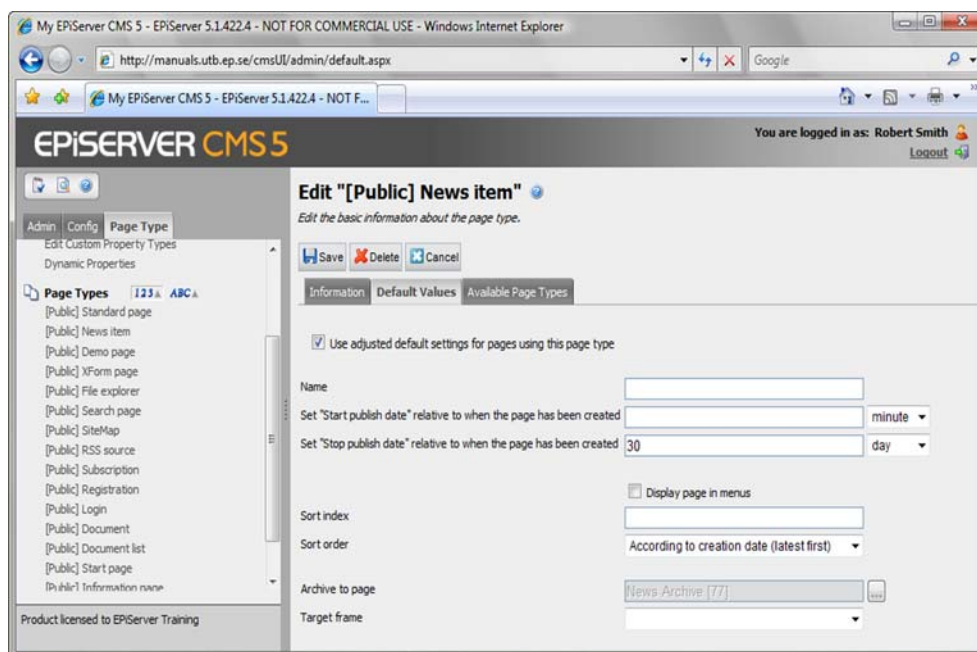 My EPiServer CMS 5 - EPiServer 5.1.422.4 - NOT FOR COMMERCIAL USE - Windows Internet Explorer
http://manuals.utb.ep.se/cmsUI/admin/default.aspx
Google
My EPiServer CMS 5 - EPiServer 5.1.422.4 - NOT F...
EPiSERVER CMS 5
You are logged in as: Robert Smith
Logout
Admin Config Page Type
Edit Custom Property Types
Dynamic Properties
Page Types 123 ABC
[Public] Standard page
[Public] News item
[Public] Demo page
[Public] XForm page
[Public] File explorer
[Public] Search page
[Public] SiteMap
[Public] RSS source
[Public] Subscription
[Public] Registration
[Public] Login
[Public] Document
[Public] Document list
[Public] Start page
[Public] Information page
Product licensed to EPiServer Training
Edit "[Public] News item"
Edit the basic information about the page type.
Save Delete Cancel
Information Default Values Available Page Types
Use adjusted default settings for pages using this page type
Name
Set "Start publish date" relative to when the page has been created minute
Set "Stop publish date" relative to when the page has been created 30 day
Display page in menus
Sort index
Sort order According to creation date (latest first)
Archive to page News Archive [77] ...
Target frame